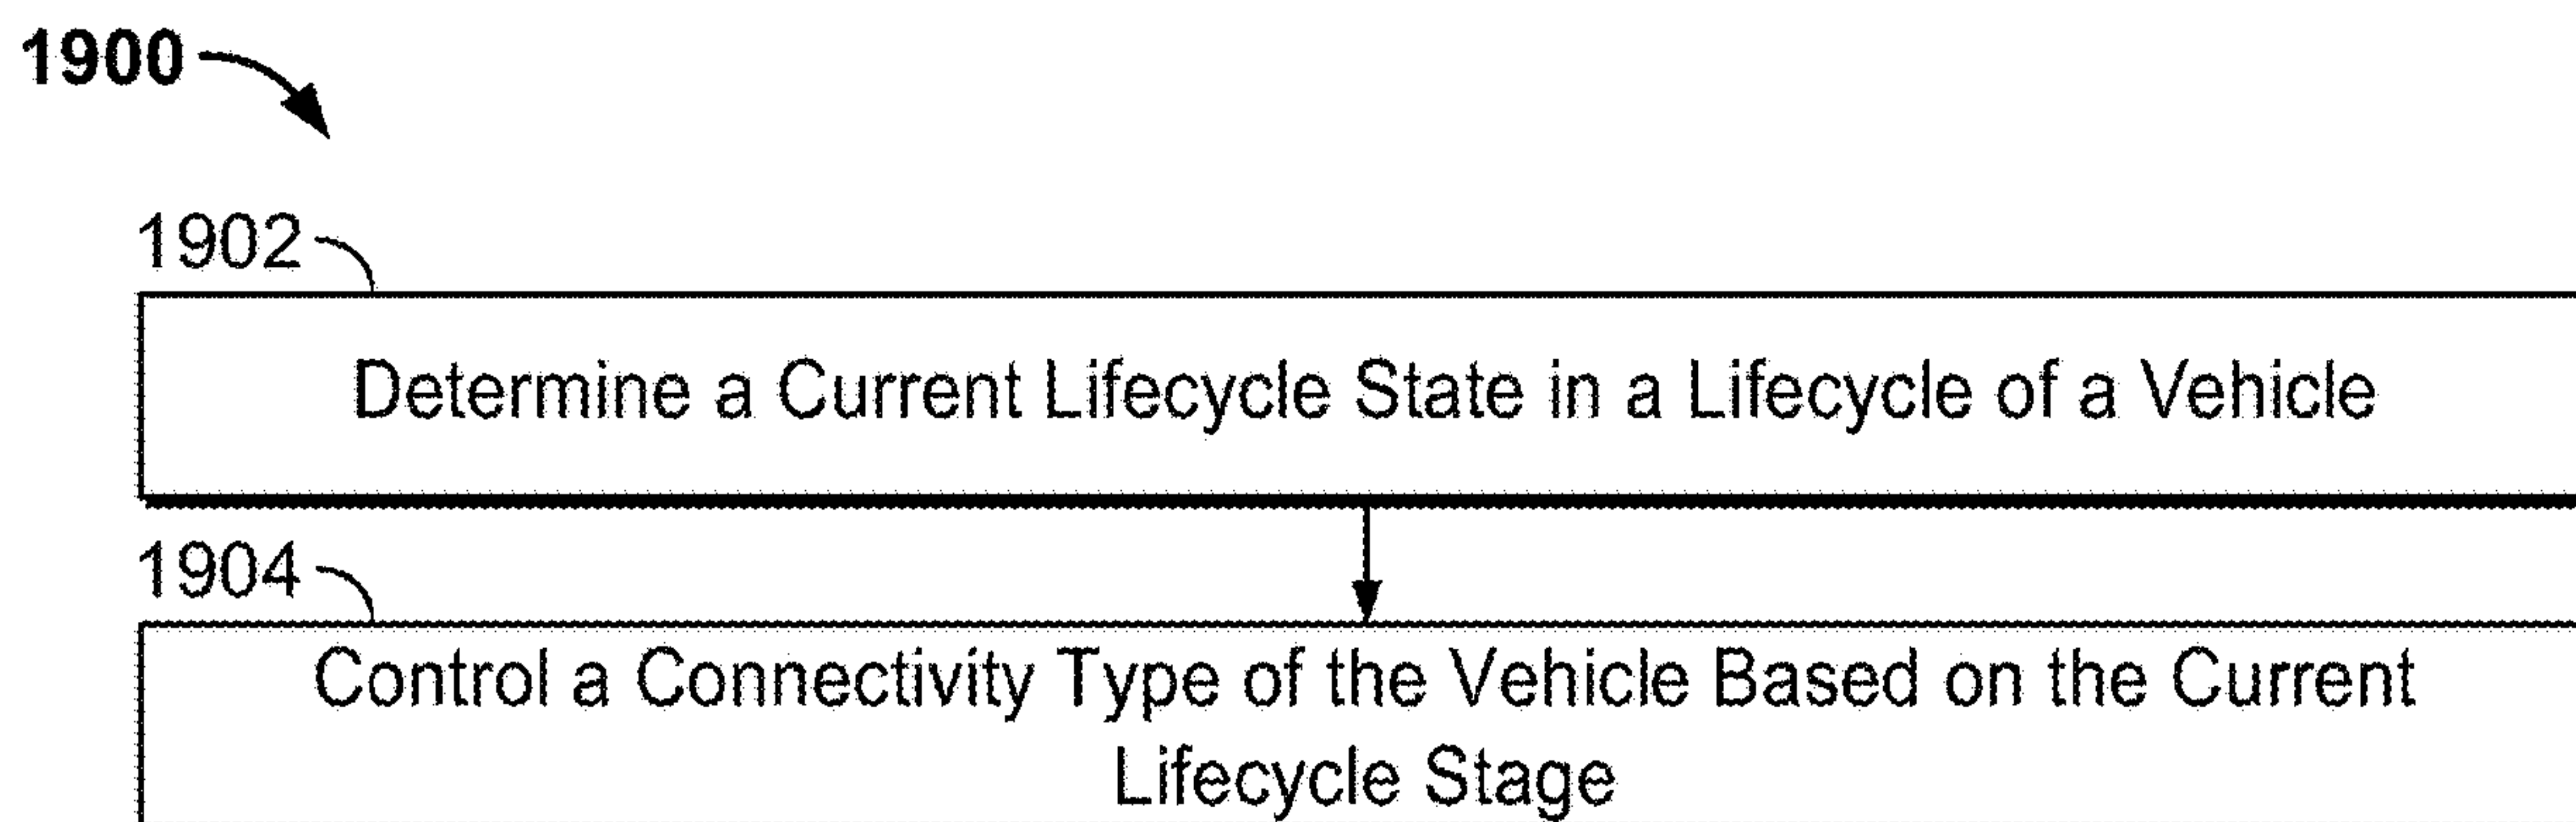 1900
1902
Determine a Current Lifecycle State in a Lifecycle of a Vehicle
1904
Control a Connectivity Type of the Vehicle Based on the Current
Lifecycle Stage